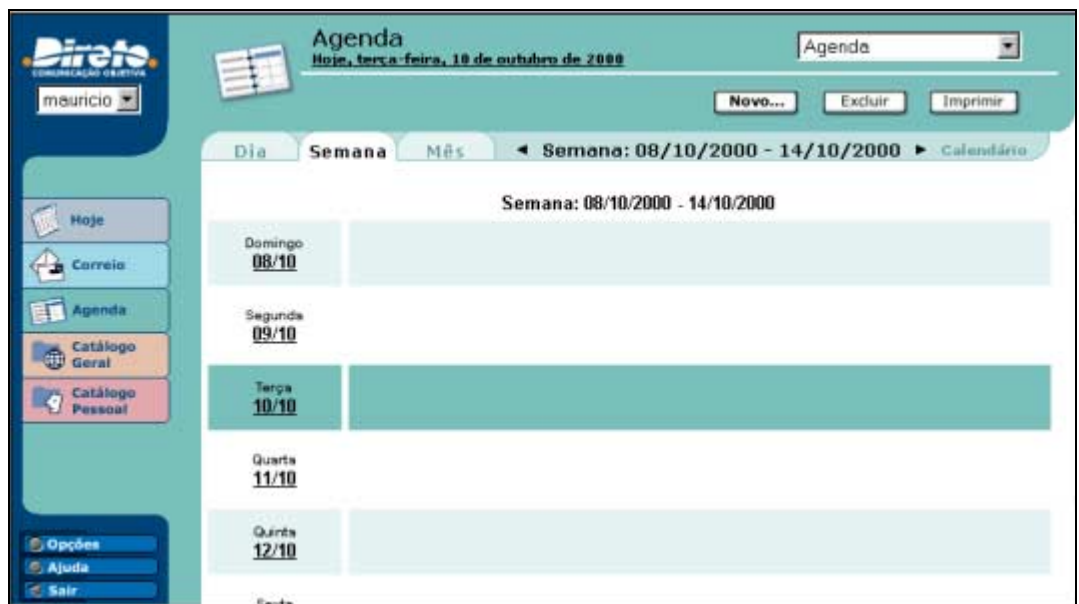 Direto.
COMUNICAÇÃO OBJETIVA
mauricio
Agenda
Hoje, terça-feira, 10 de outubro de 2000
Agenda
Novo... Excluir Imprimir
Dia Semana Mês Semana: 08/10/2000 - 14/10/2000 Calendário
Semana: 08/10/2000 - 14/10/2000
Hoje
Correio
Agenda
Catálogo
Geral
Catálogo
Pessoal
Domingo
08/10
Segunda
09/10
Terça
10/10
Quarta
11/10
Quinta
12/10
Opções
Ajuda
Sair